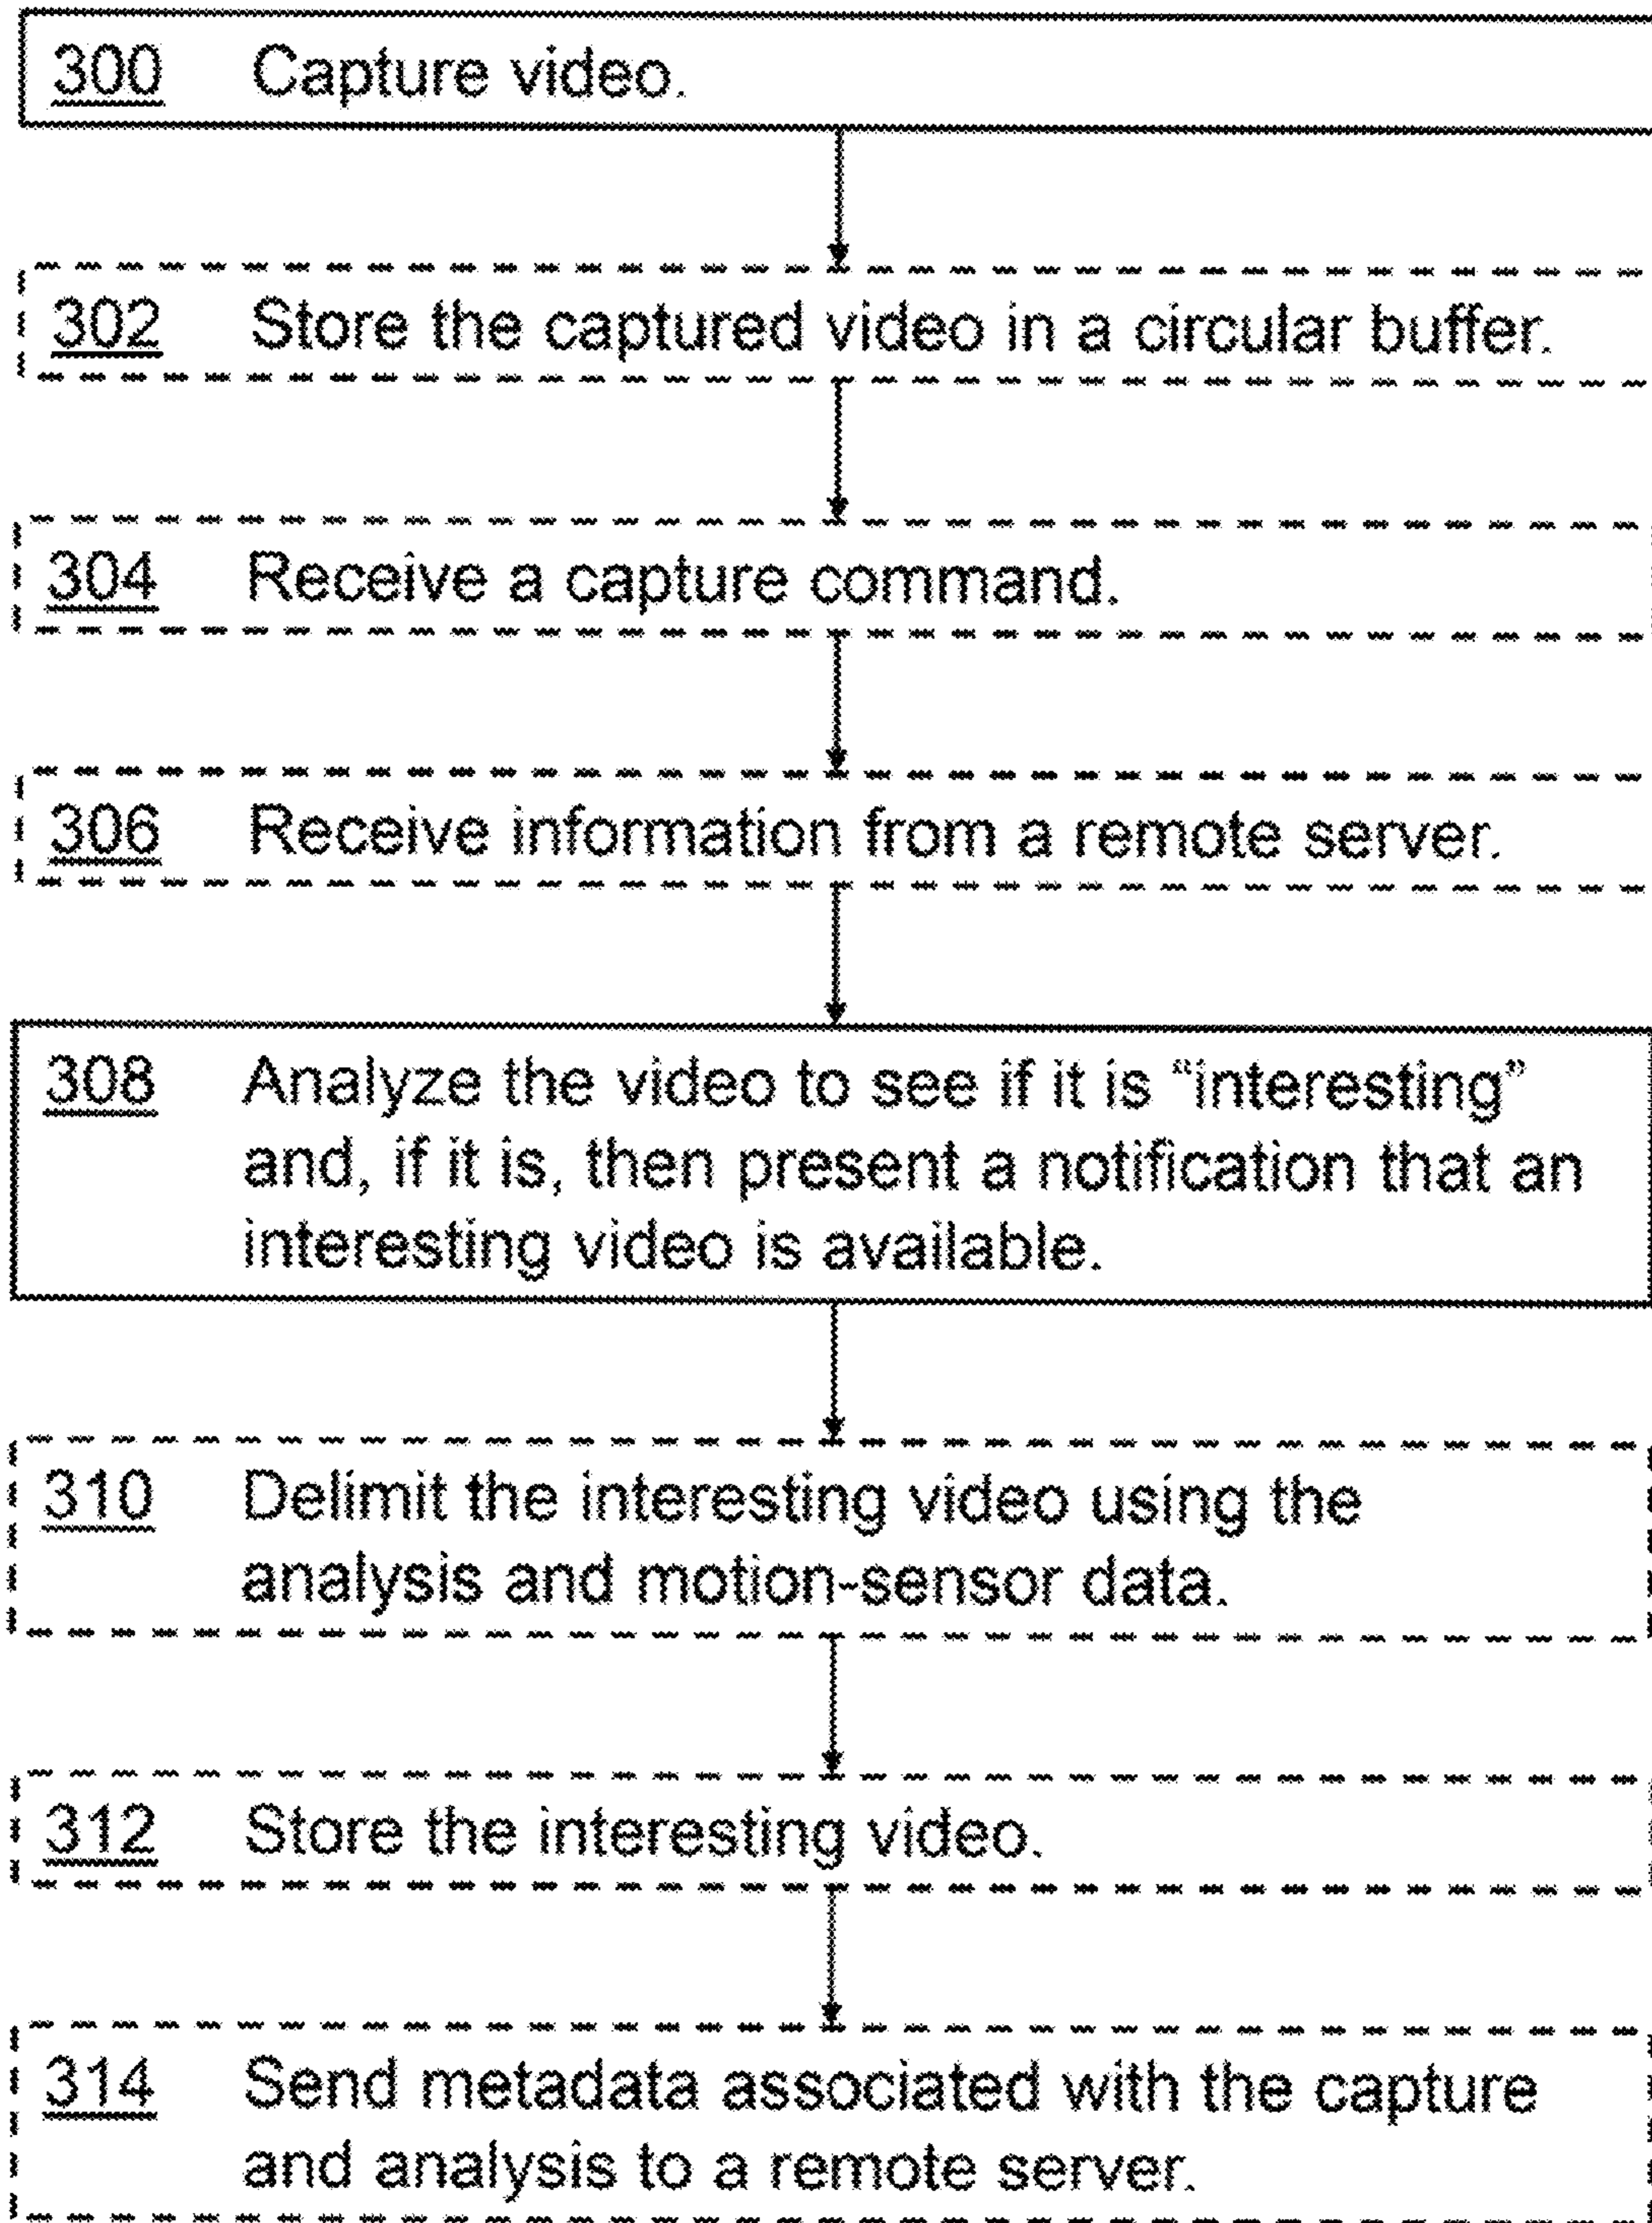 300 Capture video.
302 Store the captured video in a circular buffer.
304 Receive a capture command.
306 Receive information from a remote server.
308 Analyze the video to see if it is “interesting”
and, if it is, then present a notification that an
interesting video is available.
310 Delimit the interesting video using the
analysis and motion-sensor data.
312 Store the interesting video.
314 Send metadata associated with the capture
and analysis to a remote server.